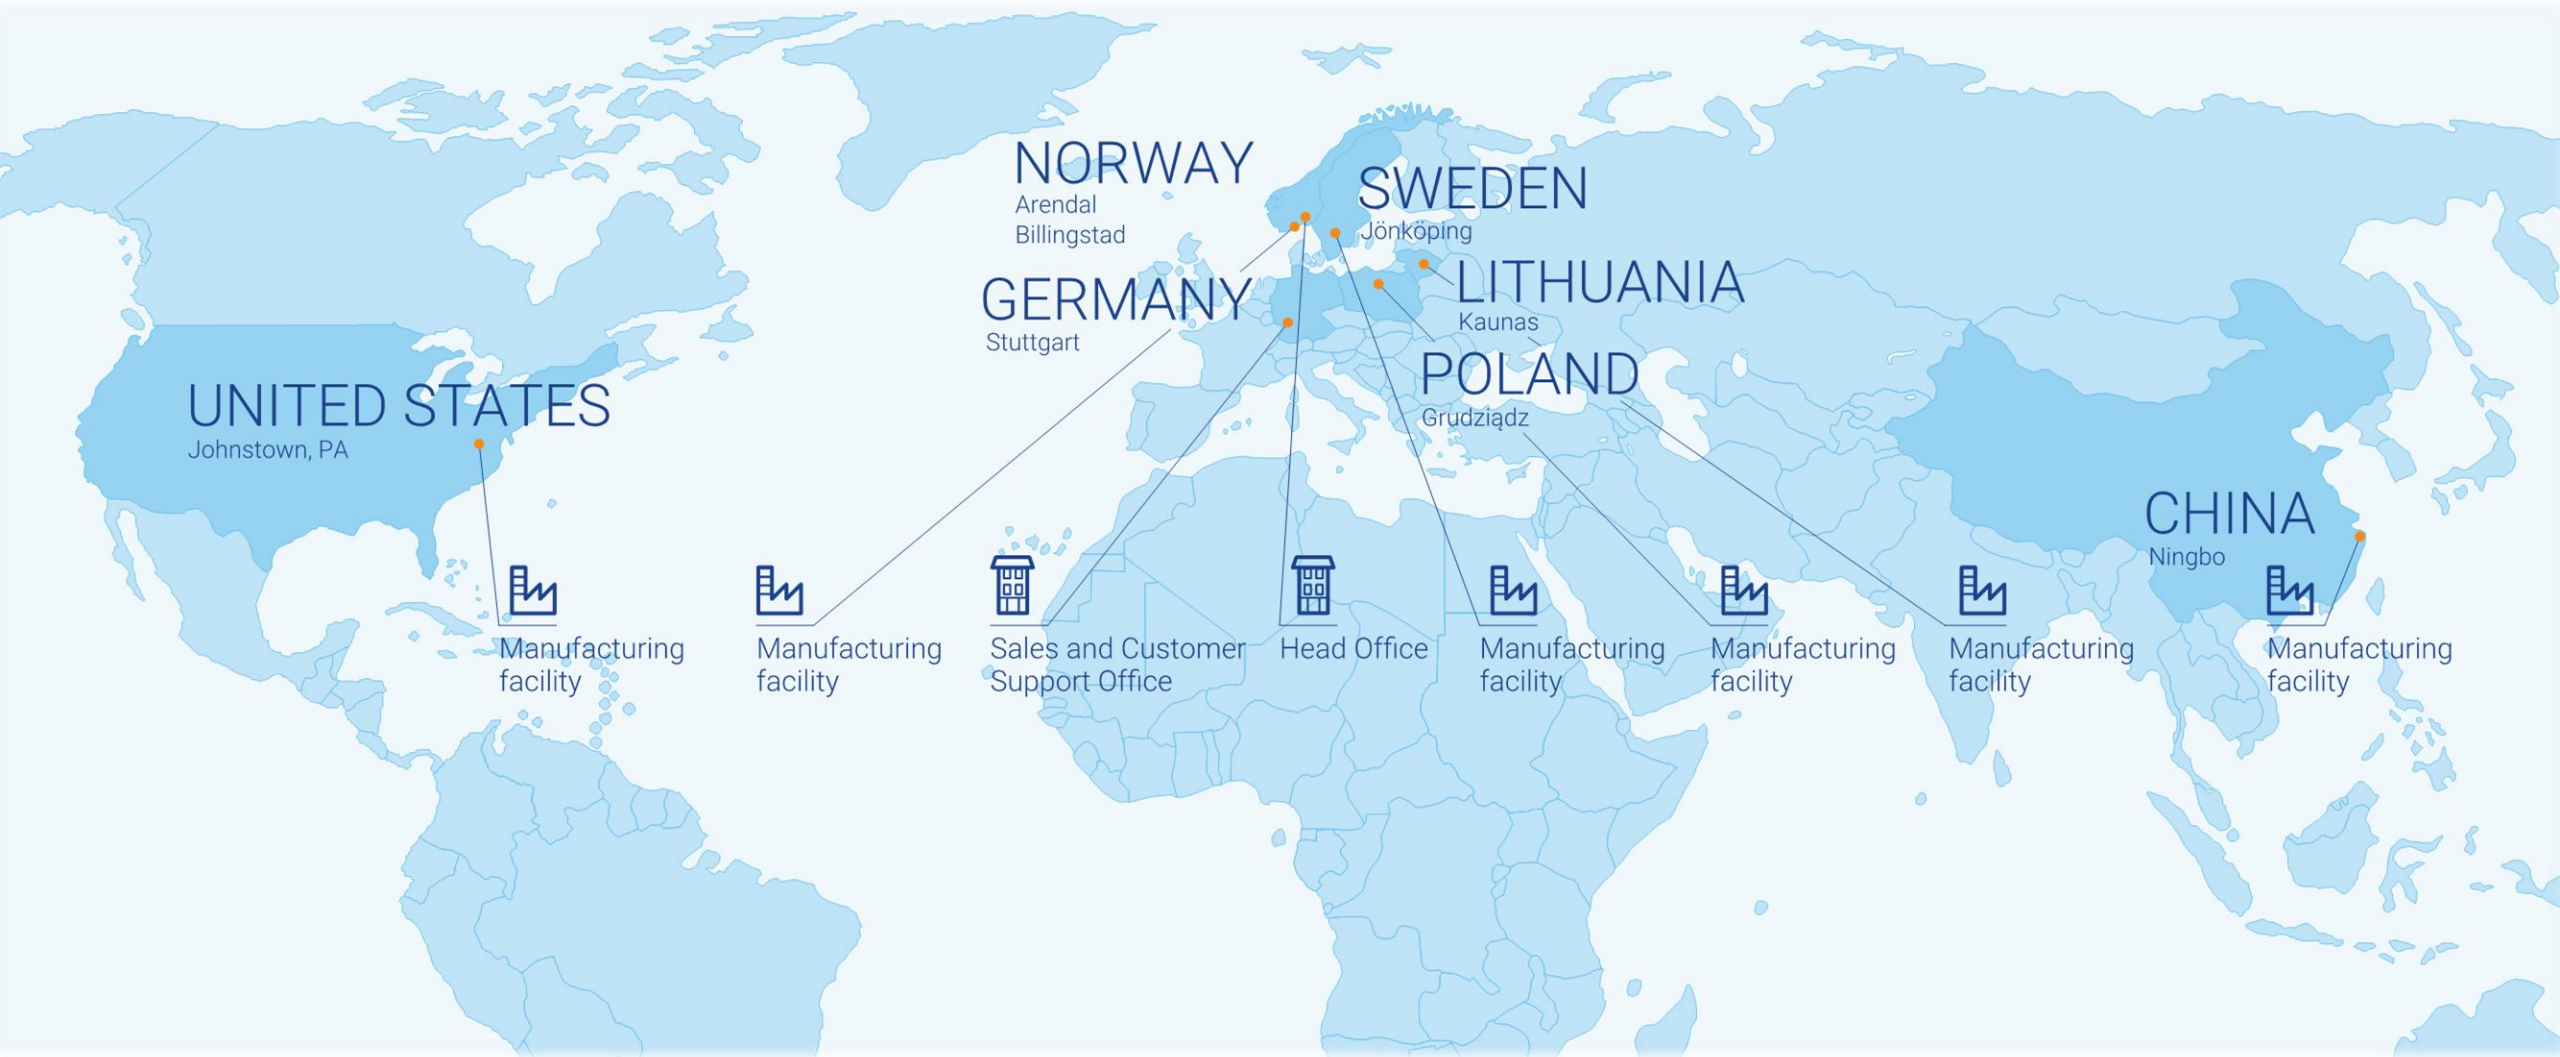 NORWAY
Arendal
Billingstad
SWEDEN
Jönköping
GERMANY
Stuttgart
LITHUANIA
Kaunas
POLAND
Grudziądz
UNITED STATES
Johnstown, PA
CHINA
Ningbo
Manufacturing
facility
Manufacturing
facility
Sales and Customer
Support Office
Head Office
Manufacturing
facility
Manufacturing
facility
Manufacturing
facility
Manufacturing
facility